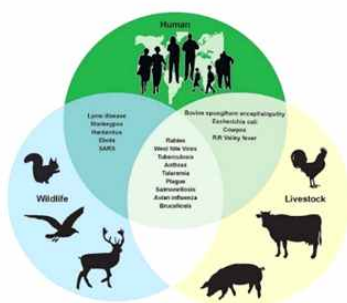 Human
Lyme disease
Monkeypox
Hantavirus
Ebola
SARS
Bovine spongiform encephalopathy
Escherichia coli
Cowpox
Rift Valley fever
Rabies
West Nile Virus
Tuberculosis
Anthrax
Tularemia
Plague
Salmonellosis
Avian influenza
Brucellosis
Wildlife
Livestock